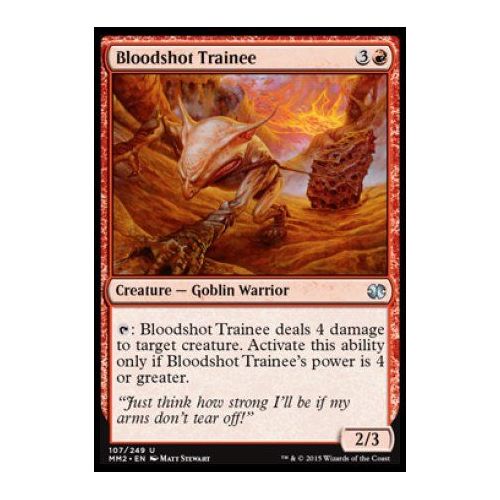 Bloodshot Trainee 3
Creature — Goblin Warrior
: Bloodshot Trainee deals 4 damage
to target creature. Activate this ability
only if Bloodshot Trainee's power is 4
or greater.
“Just think how strong I'll be if my
arms don't tear off!”
2/3
107/249 U
MM2 • EN Matt Stewart
™ & © 2015 Wizards of the Coast